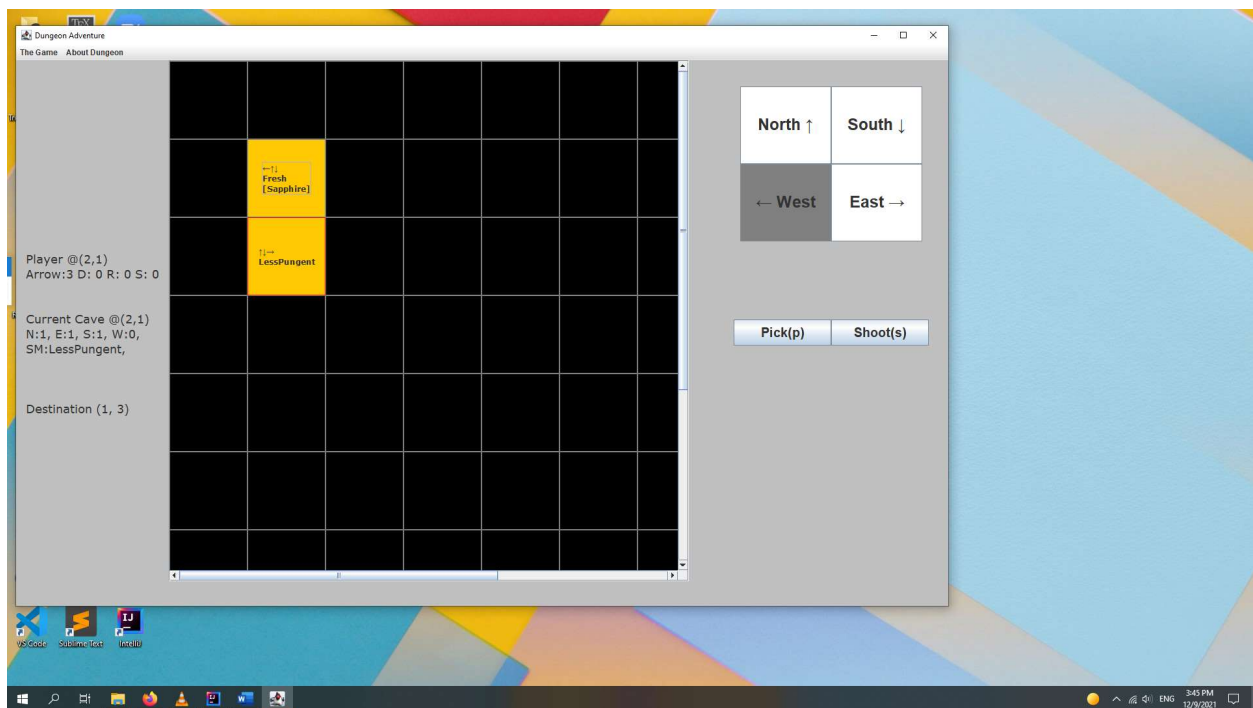 TEX
Dungeon Adventure
The Game About Dungeon
←↑↓
Fresh
[Sapphire]
↑↓→
LessPungent
Player @(2,1)
Arrow:3 D: 0 R: 0 S: 0
Current Cave @(2,1)
N:1, E:1, S:1, W:0,
SM:LessPungent,
Destination (1, 3)
North ↑ South ↓
← West East →
Pick(p) Shoot(s)
VS Code Sublime Text IntelliJ
ENG
3:45 PM
12/9/2021